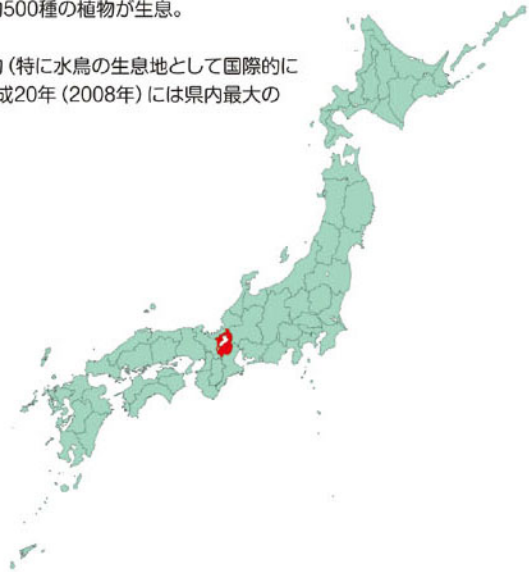 500種の植物が生息。
(特に水鳥の生息地として国際的に
成20年(2008年)には県内最大の